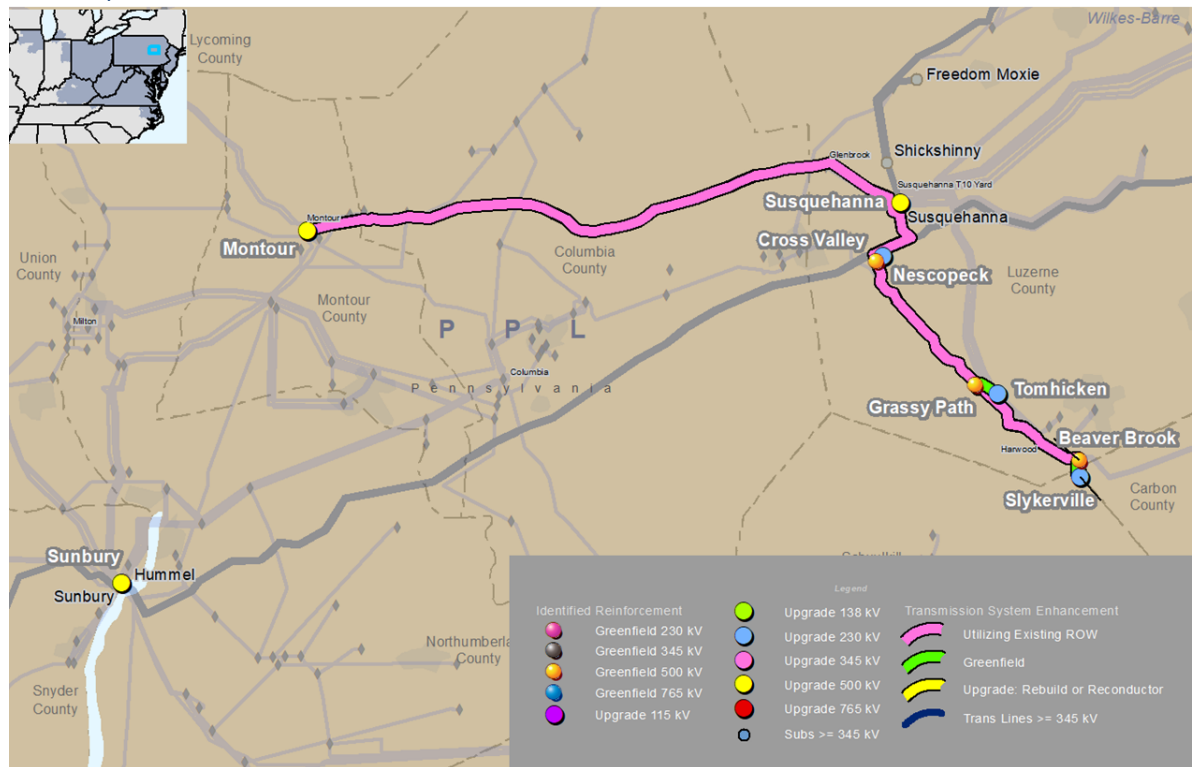 Wilkes-Barre
Lycoming
County
Freedom Moxie
Shickshinny
Glenbrook
Susquehanna T10 Yard
Susquehanna
Susquehanna
Montour
Montour
Cross Valley
Nescopeck
Columbia
County
Union
County
Luzerne
County
Montour
County
Milton
P P L
Columbia
Pennsylvania
Tomhicken
Grassy Path
Beaver Brook
Harwood
Slykerville
Carbon
County
Sunbury
Hummel
Sunbury
Northumberla
County
Snyder
County
Legend
Identified Reinforcement
Greenfield 230 kV
Greenfield 345 kV
Greenfield 500 kV
Greenfield 765 kV
Upgrade 115 kV
Upgrade 138 kV
Upgrade 230 kV
Upgrade 345 kV
Upgrade 500 kV
Upgrade 765 kV
Subs >= 345 kV
Transmission System Enhancement
Utilizing Existing ROW
Greenfield
Upgrade: Rebuild or Reconductor
Trans Lines >= 345 kV